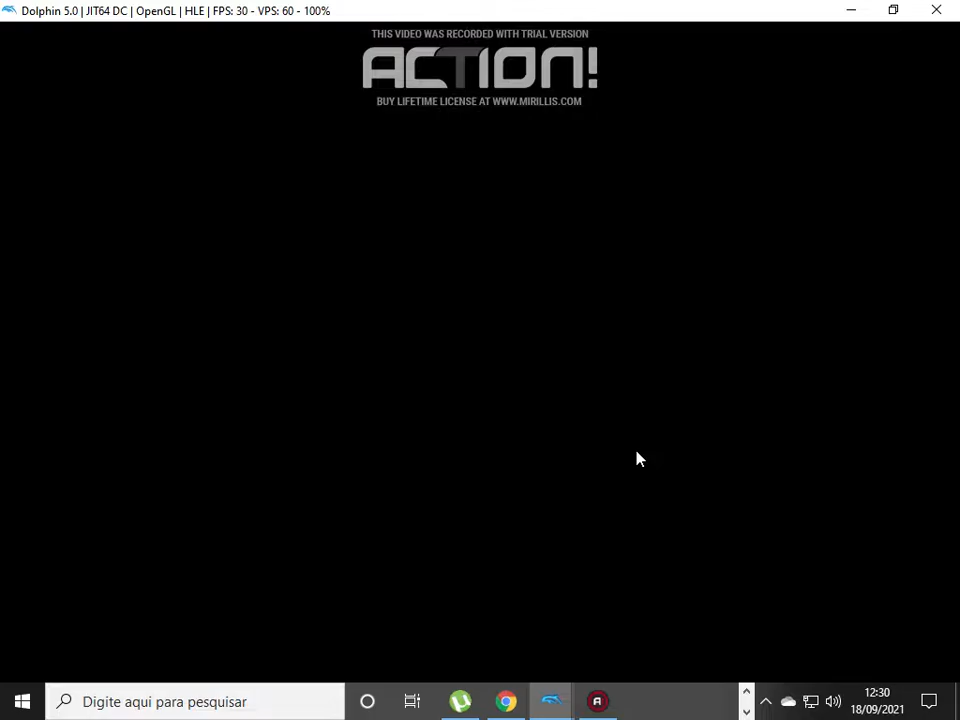 Dolphin 5.0 | JIT64 DC | OpenGL | HLE | FPS: 30 - VPS: 60 - 100%
THIS VIDEO WAS RECORDED WITH TRIAL VERSION
ACTION!
BUY LIFETIME LICENSE AT WWW.MIRILLIS.COM
Digite aqui para pesquisar
12:30
18/09/2021